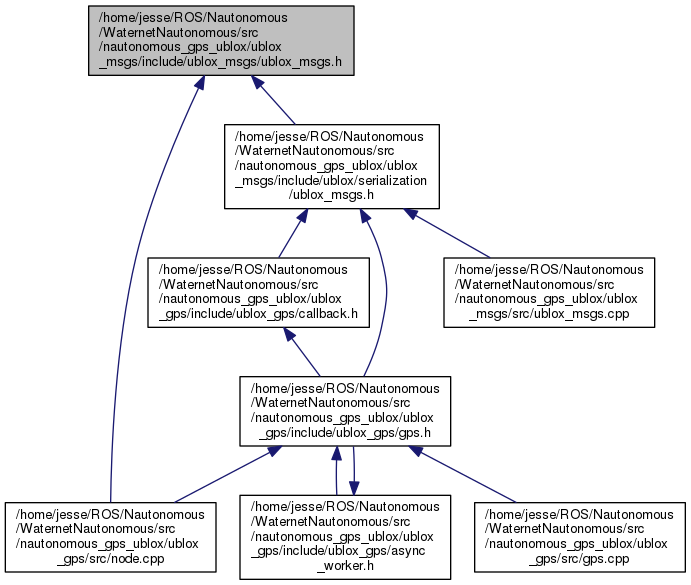 /home/jesse/ROS/Nautonomous
/WaternetNautonomous/src
/nautonomous_gps_ublox/ublox
_msgs/include/ublox_msgs/ublox_msgs.h
/home/jesse/ROS/Nautonomous
/WaternetNautonomous/src
/nautonomous_gps_ublox/ublox
_msgs/include/ublox/serialization
/ublox_msgs.h
/home/jesse/ROS/Nautonomous
/WaternetNautonomous/src
/nautonomous_gps_ublox/ublox
_gps/include/ublox_gps/callback.h
/home/jesse/ROS/Nautonomous
/WaternetNautonomous/src
/nautonomous_gps_ublox/ublox
_msgs/src/ublox_msgs.cpp
/home/jesse/ROS/Nautonomous
/WaternetNautonomous/src
/nautonomous_gps_ublox/ublox
_gps/include/ublox_gps/gps.h
/home/jesse/ROS/Nautonomous
/WaternetNautonomous/src
/nautonomous_gps_ublox/ublox
_gps/src/node.cpp
/home/jesse/ROS/Nautonomous
/WaternetNautonomous/src
/nautonomous_gps_ublox/ublox
_gps/include/ublox_gps/async
_worker.h
/home/jesse/ROS/Nautonomous
/WaternetNautonomous/src
/nautonomous_gps_ublox/ublox
_gps/src/gps.cpp